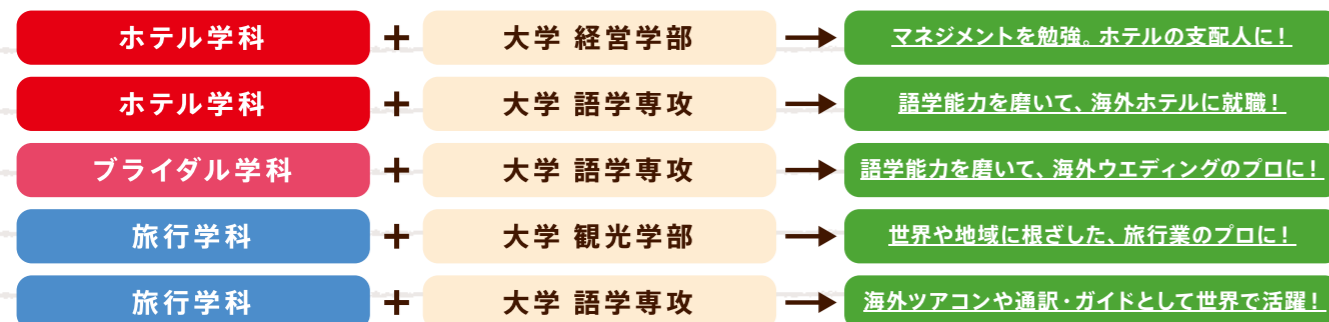 ホテル学科 + 大学 経営学部 → マネジメントを勉強。ホテルの支配人に!
ホテル学科 + 大学 語学専攻 → 語学能力を磨いて、海外ホテルに就職!
ブライダル学科 + 大学 語学専攻 → 語学能力を磨いて、海外ウエディングのプロに!
旅行学科 + 大学 観光学部 → 世界や地域に根ざした、旅行業のプロに!
旅行学科 + 大学 語学専攻 → 海外ツアコンや通訳・ガイドとして世界で活躍!